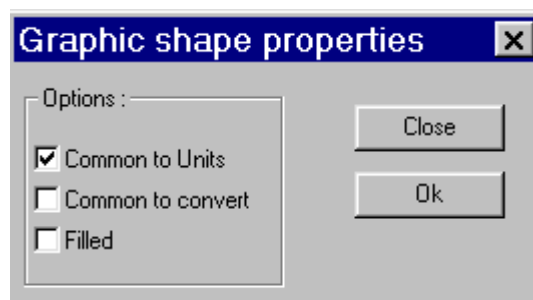 Graphic shape properties
Options :
Common to Units
Common to convert
Filled
Close
Ok